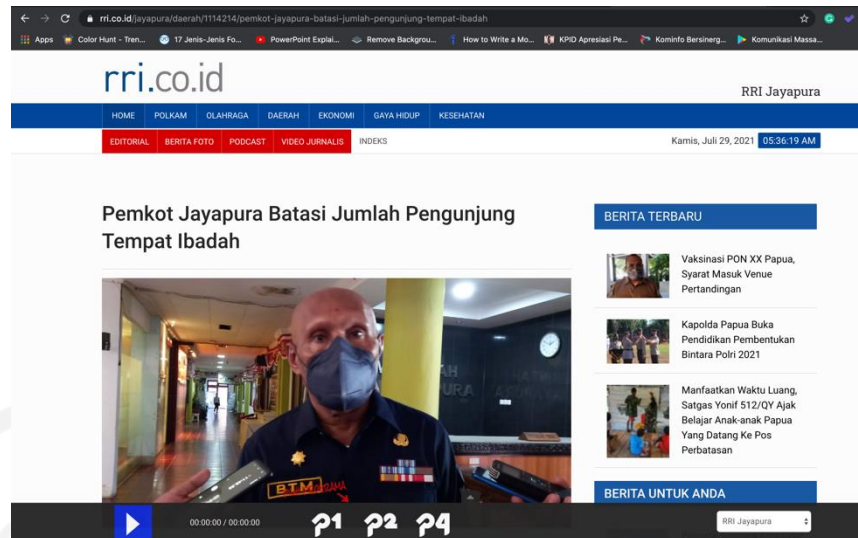 rri.co.id/jayapura/daerah/1114214/pemkot-jayapura-batasi-jumlah-pengunjung-tempat-ibadah
Apps Color Hunt - Tren... 17 Jenis-Jenis Fo... PowerPoint Explai... Remove Backgrou... How to Write a Mo... KPID Apresiasi Pe... Kominfo Bersinerg... Komunikasi Massa...
rri.co.id
RRI Jayapura
HOME POLKAM OLAHRAGA DAERAH EKONOMI GAYA HIDUP KESEHATAN
EDITORIAL BERITA FOTO PODCAST VIDEO JURNALIS INDEKS
Kamis, Juli 29, 2021 05:36:19 AM
Pemkot Jayapura Batasi Jumlah Pengunjung
Tempat Ibadah
BTM
BERITA TERBARU
Vaksinasi PON XX Papua,
Syarat Masuk Venue
Pertandingan
Kapolda Papua Buka
Pendidikan Pembentukan
Bintara Polri 2021
Manfaatkan Waktu Luang,
Satgas Yonif 512/QY Ajak
Belajar Anak-anak Papua
Yang Datang Ke Pos
Perbatasan
BERITA UNTUK ANDA
00:00:00 / 00:00:00
P1 P2 P4
RRI Jayapura